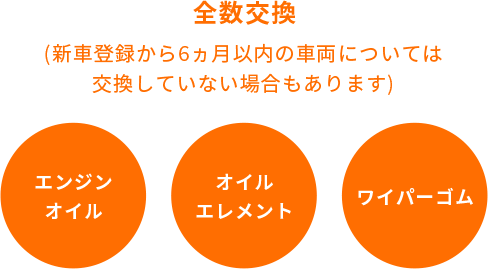 全数交換
(新車登録から6ヵ月以内の車両については
交換していない場合もあります)
エンジン
オイル
オイル
エレメント
ワイパーゴム